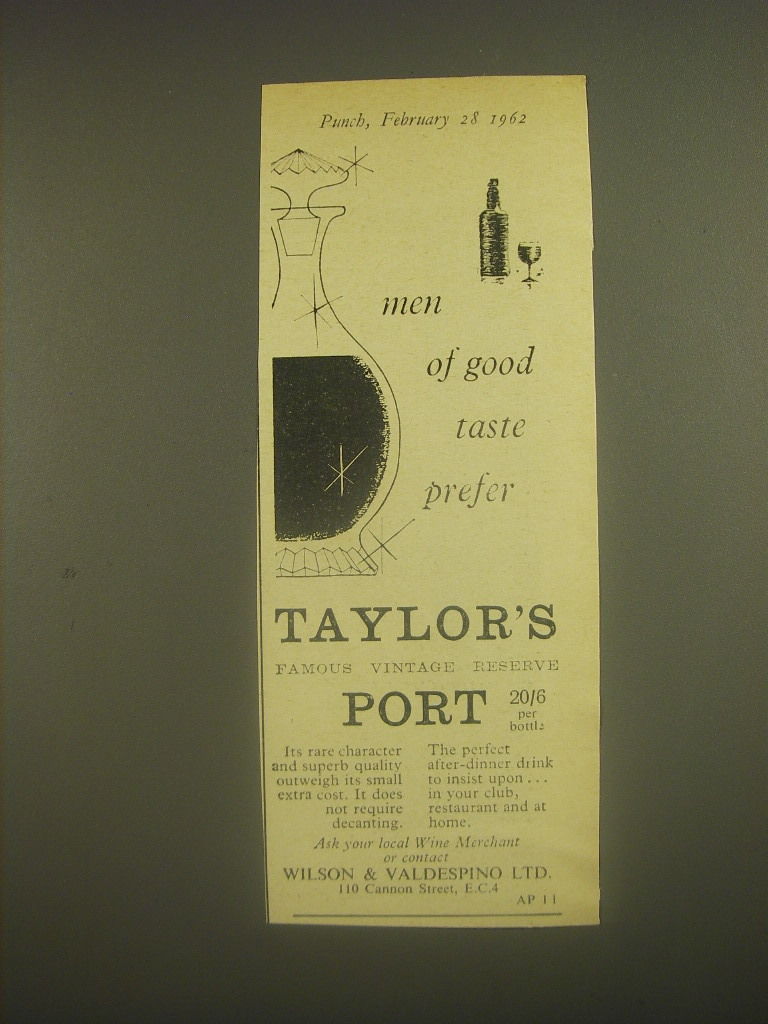 Punch, February 28 1962
men
of good
taste
prefer
TAYLOR'S
FAMOUS VINTAGE RESERVE
PORT
20/6
per
bottle
Its rare character
and superb quality
outweigh its small
extra cost. It does
not require
decanting.
The perfect
after-dinner drink
to insist upon ...
in your club,
restaurant and at
home.
Ask your local Wine Merchant
or contact
WILSON & VALDESPINO LTD.
110 Cannon Street, E.C.4
AP 11